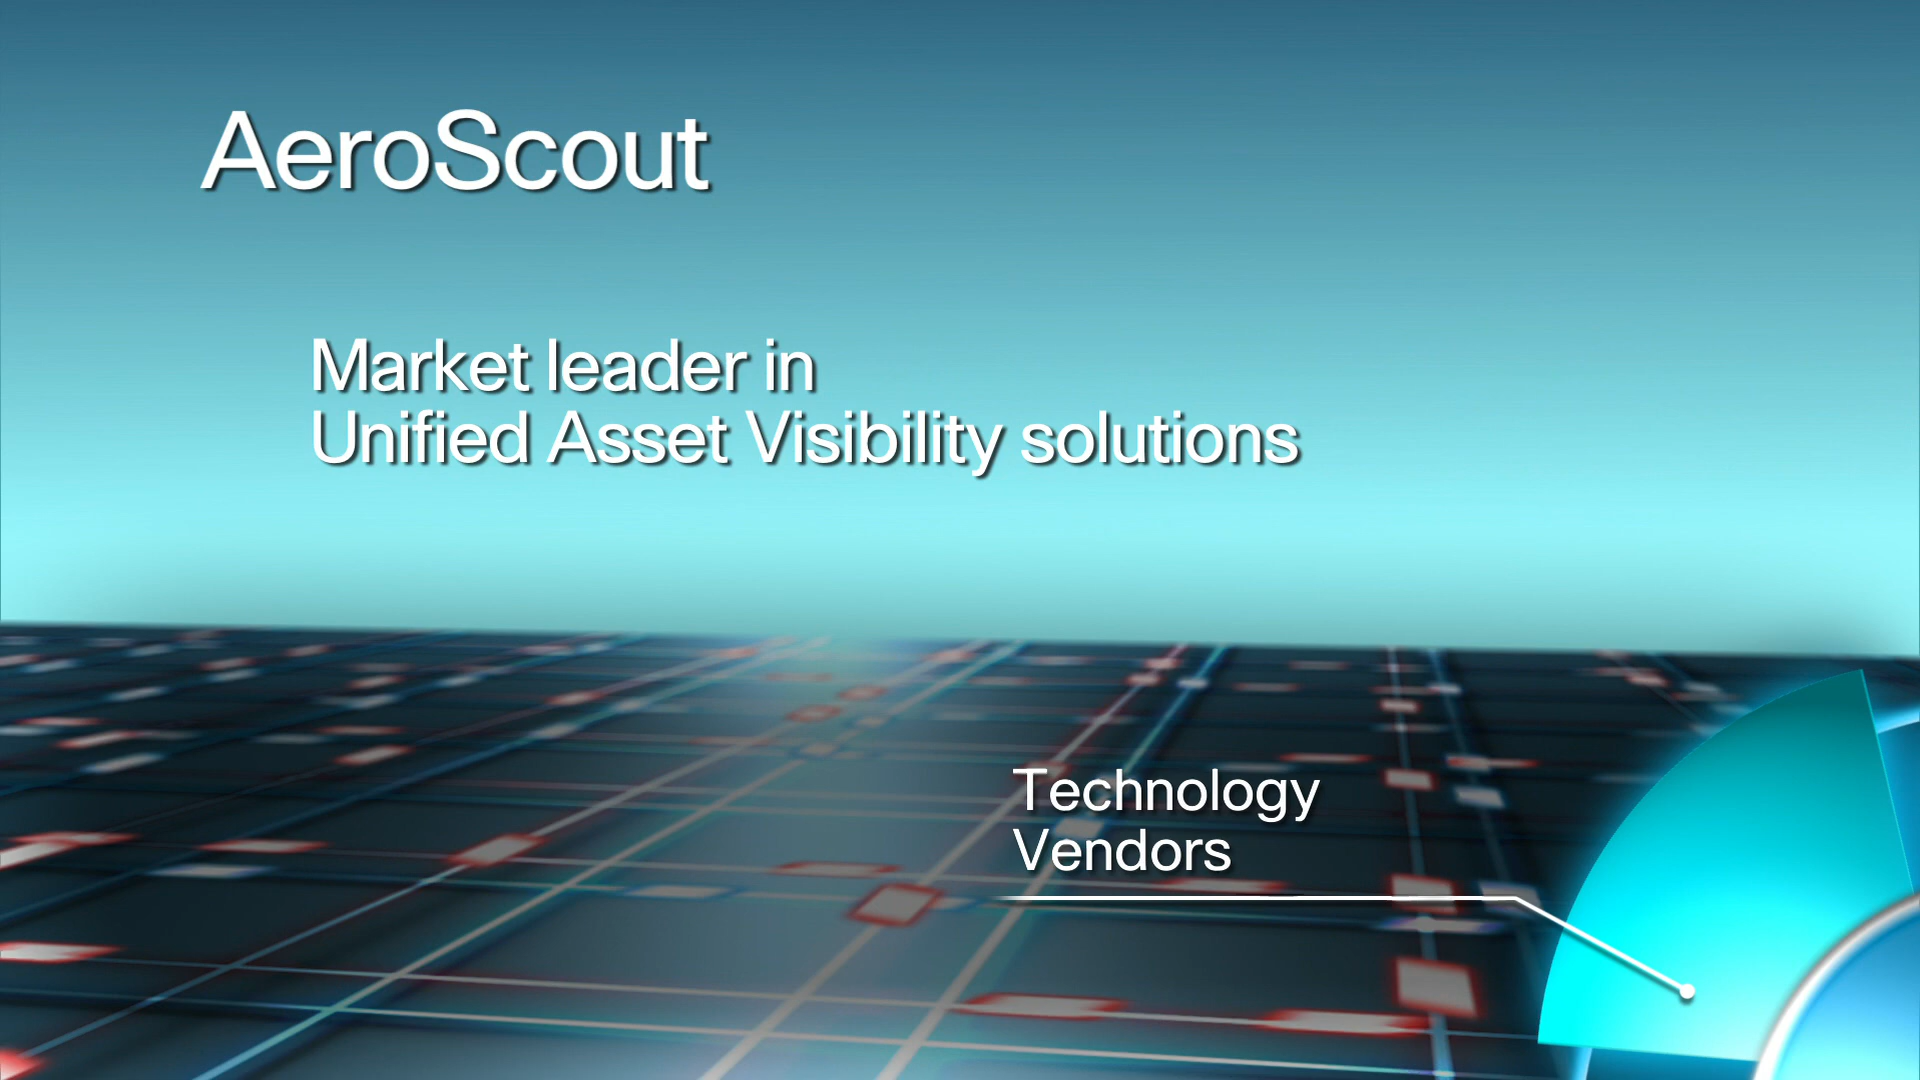 AeroScout
Market leader in
Unified Asset Visibility solutions
Technology
Vendors